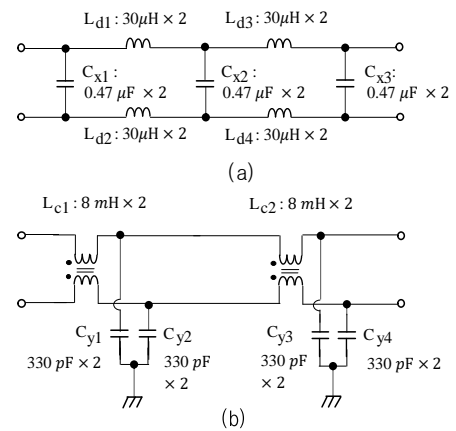 Ld1 : 30μH × 2
Ld3 : 30μH × 2
Cx1 :
0.47 μF × 2
Cx2 :
0.47 μF × 2
Cx3 :
0.47 μF × 2
Ld2 : 30μH × 2
Ld4 : 30μH × 2
(a)
Lc1 : 8 mH × 2
Lc2 : 8 mH × 2
Cy1
330 pF × 2
Cy2
330 pF
× 2
Cy3
330 pF
× 2
Cy4
330 pF × 2
(b)